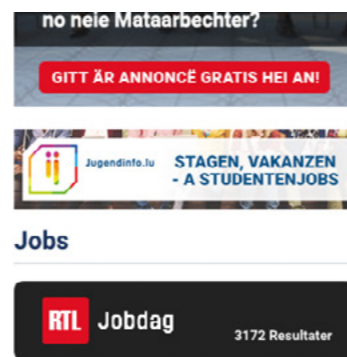 no neie Mataarbechter?
GITT ÄR ANNONCË GRATIS HEI AN!
Jugendinfo.lu
STAGEN, VAKANZEN
- A STUDENTENJOBS
Jobs
RTL Jobdag
3172 Resultater